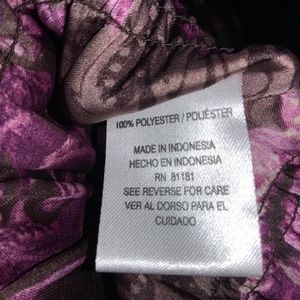 100% POLYESTER / POLIÉSTER
MADE IN INDONESIA
HECHO EN INDONESIA
RN 81181
SEE REVERSE FOR CARE
VER AL DORSO PARA EL
CUIDADO